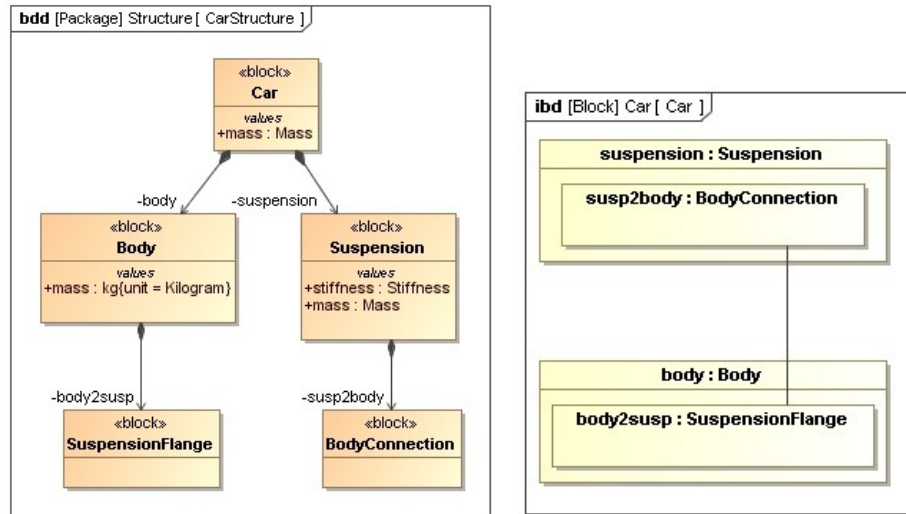 bdd [Package] Structure [ CarStructure ]
«block»
Car
values
+mass : Mass
-body
-suspension
«block»
Body
values
+mass : kg{unit = Kilogram}
«block»
Suspension
values
+stiffness : Stiffness
+mass : Mass
-body2susp
-susp2body
«block»
SuspensionFlange
«block»
BodyConnection
ibd [Block] Car [ Car ]
suspension : Suspension
susp2body : BodyConnection
body : Body
body2susp : SuspensionFlange